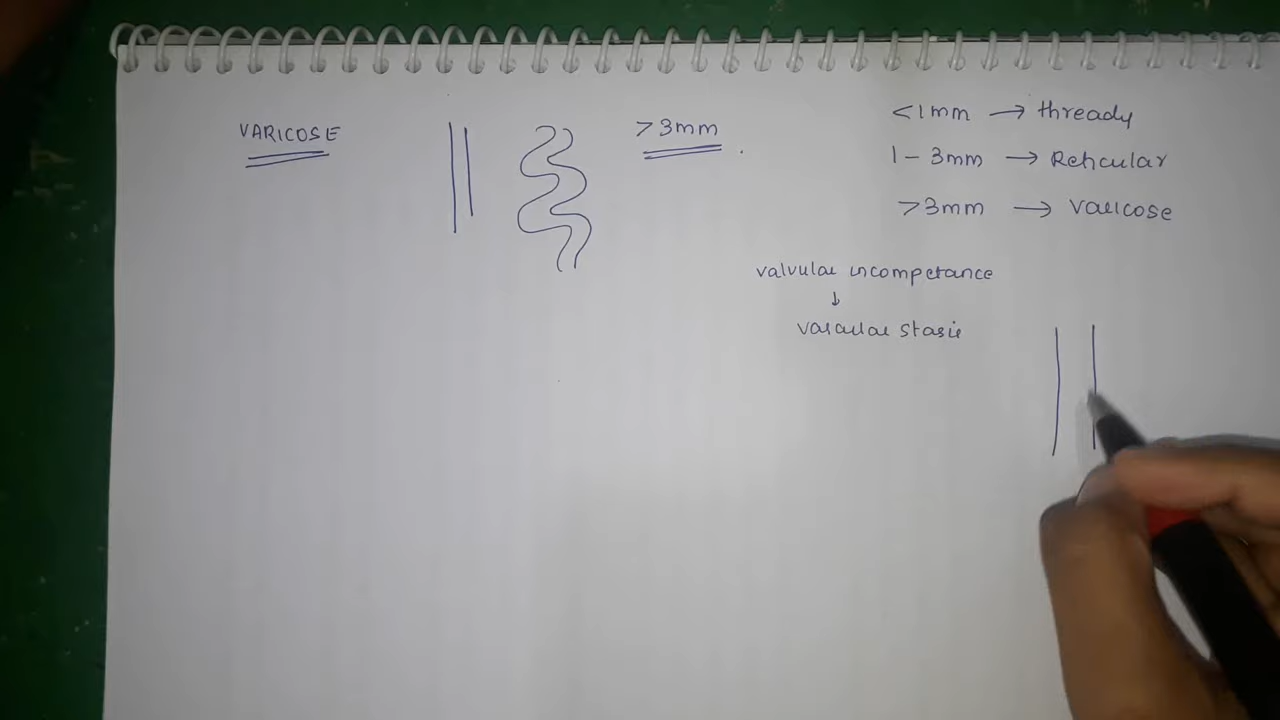 VARICOSE
>3mm
<1mm → thready
1 - 3mm → Reticular
>3mm → varicose
valvular incompetance
↓
vascular stasis